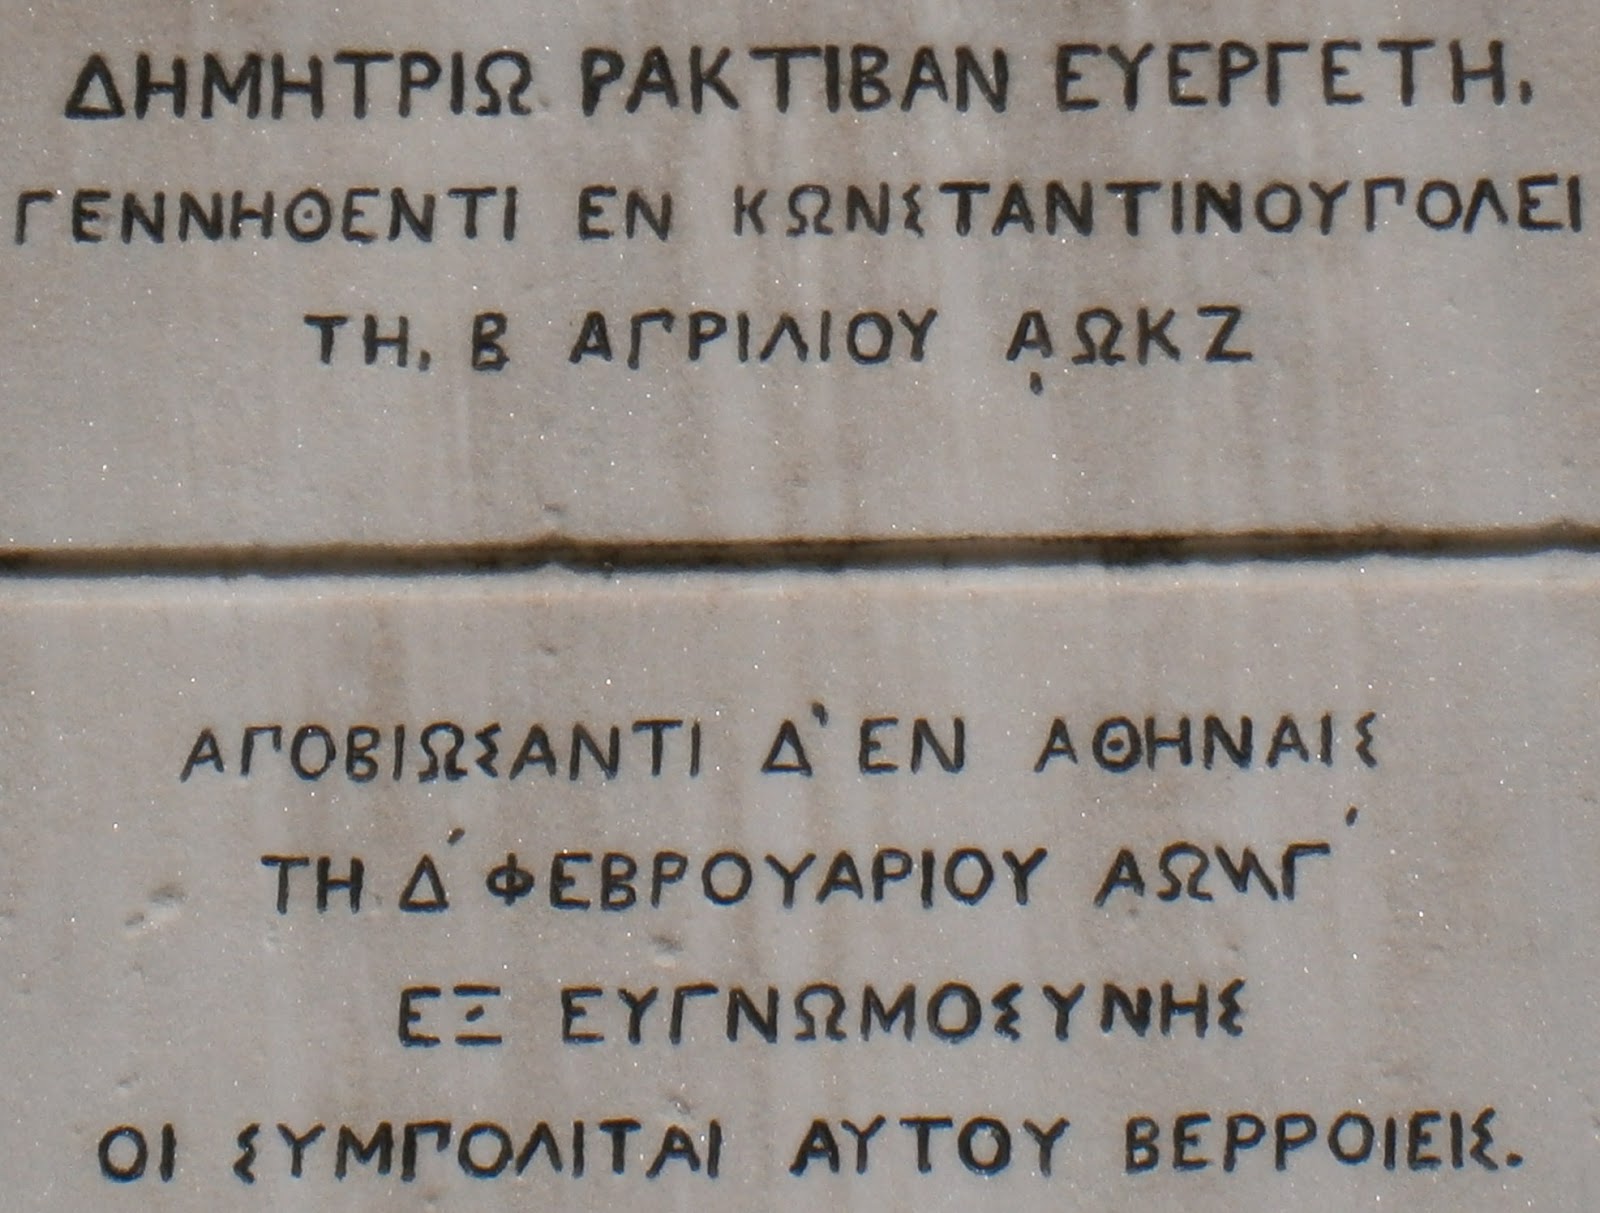 ΔΗΜΗΤΡΙΩ ΡΑΚΤΙΒΑΝ ΕΥΕΡΓΕΤΗ.
ΓΕΝΝΗΘΕΝΤΙ ΕΝ ΚΩΝΣΤΑΝΤΙΝΟΥΠΟΛΕΙ
ΤΗ. Β ΑΠΡΙΛΙΟΥ ͵ΑΩΚΖ
ΑΠΟΒΙΩΣΑΝΤΙ Δ' ΕΝ ΑΘΗΝΑΙΣ
ΤΗ Δ΄ ΦΕΒΡΟΥΑΡΙΟΥ ΑΩϞΓ΄
ΕΞ ΕΥΓΝΩΜΟΣΥΝΗΣ
ΟΙ ΣΥΜΠΟΛΙΤΑΙ ΑΥΤΟΥ ΒΕΡΡΟΙΕΙΣ.